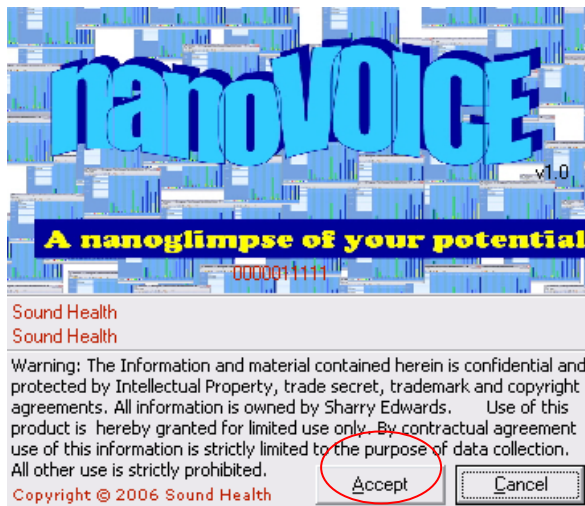 nanoVOICE
v1.0
A nanoglimpse of your potential
0000011111
Sound Health
Sound Health
Warning: The Information and material contained herein is confidential and
protected by Intellectual Property, trade secret, trademark and copyright
agreements. All information is owned by Sharry Edwards. Use of this
product is hereby granted for limited use only. By contractual agreement
use of this information is strictly limited to the purpose of data collection.
All other use is strictly prohibited.
Copyright © 2006 Sound Health
Accept Cancel